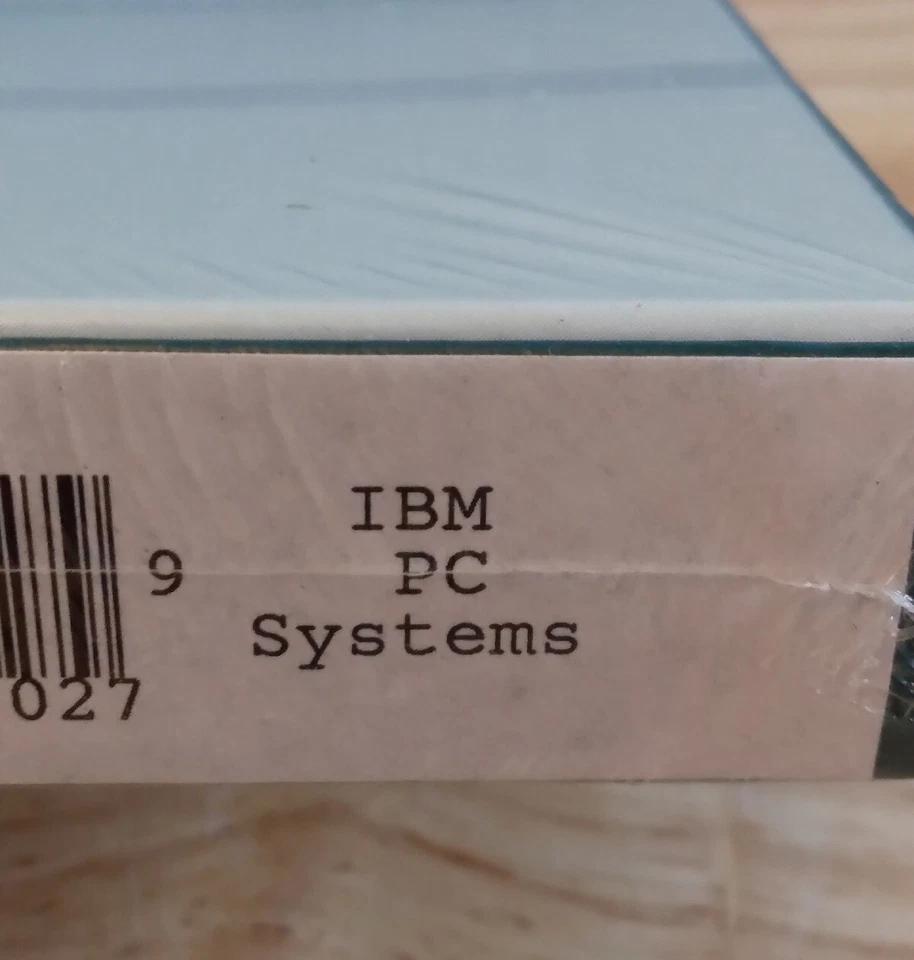 IBM
9 PC
Systems
027